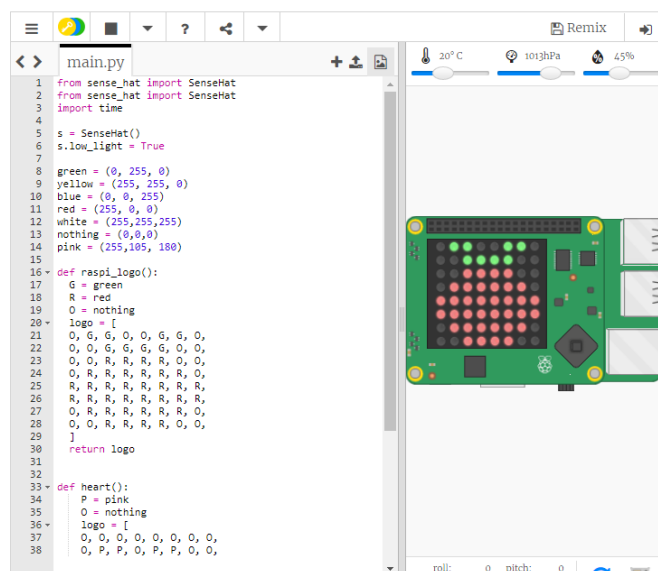 ? Remix
main.py
20° C 1013hPa 45%
1 from sense_hat import SenseHat
2 from sense_hat import SenseHat
3 import time
4
5 s = SenseHat()
6 s.low_light = True
7
8 green = (0, 255, 0)
9 yellow = (255, 255, 0)
10 blue = (0, 0, 255)
11 red = (255, 0, 0)
12 white = (255,255,255)
13 nothing = (0,0,0)
14 pink = (255,105, 180)
15
16 def raspi_logo():
17 G = green
18 R = red
19 O = nothing
20 logo = [
21 O, G, G, O, O, G, G, O,
22 O, O, G, G, G, G, O, O,
23 O, O, R, R, R, R, O, O,
24 O, R, R, R, R, R, R, O,
25 R, R, R, R, R, R, R, R,
26 R, R, R, R, R, R, R, R,
27 O, R, R, R, R, R, R, O,
28 O, O, R, R, R, R, O, O,
29 ]
30 return logo
31
32
33 def heart():
34 P = pink
35 O = nothing
36 logo = [
37 O, O, O, O, O, O, O, O,
38 O, P, P, O, P, P, O, O,
roll: 0 pitch: 0